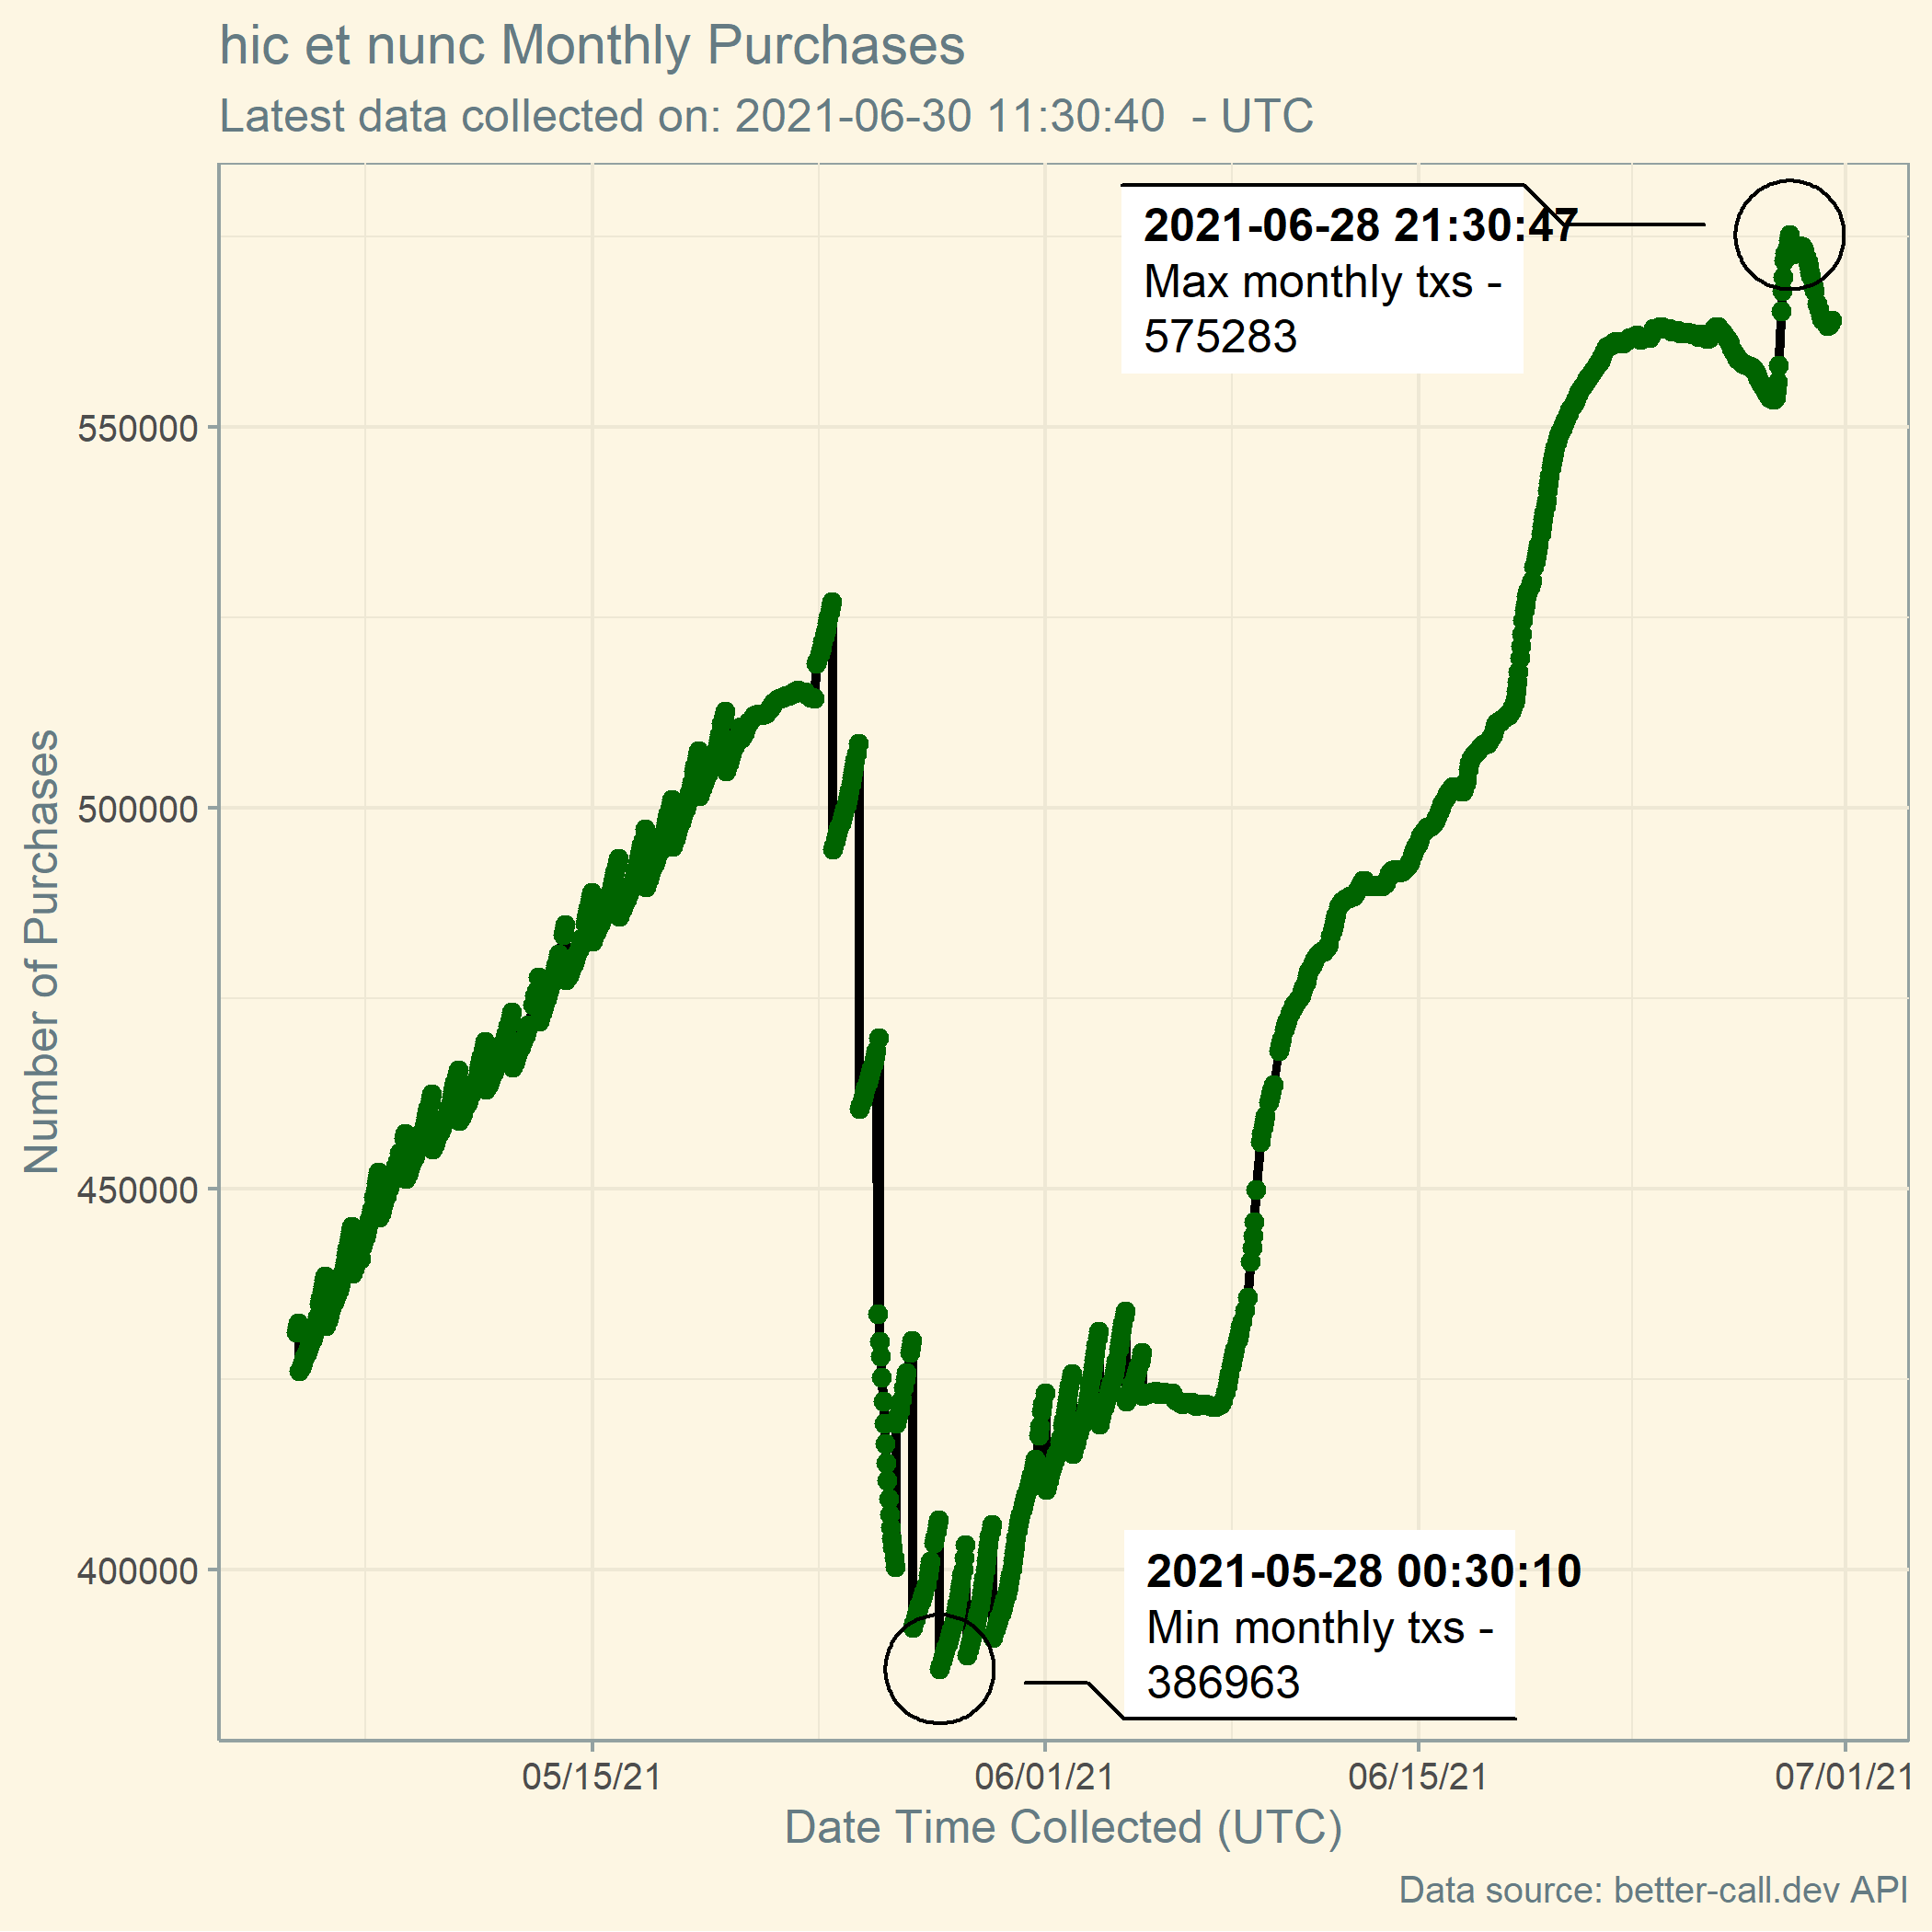 hic et nunc Monthly Purchases
Latest data collected on: 2021-06-30 11:30:40  - UTC
2021-06-28 21:30:47
Max monthly txs -
575283
550000
500000
450000
400000
Number of Purchases
2021-05-28 00:30:10
Min monthly txs -
386963
05/15/21
06/01/21
06/15/21
07/01/21
Date Time Collected (UTC)
Data source: better-call.dev API